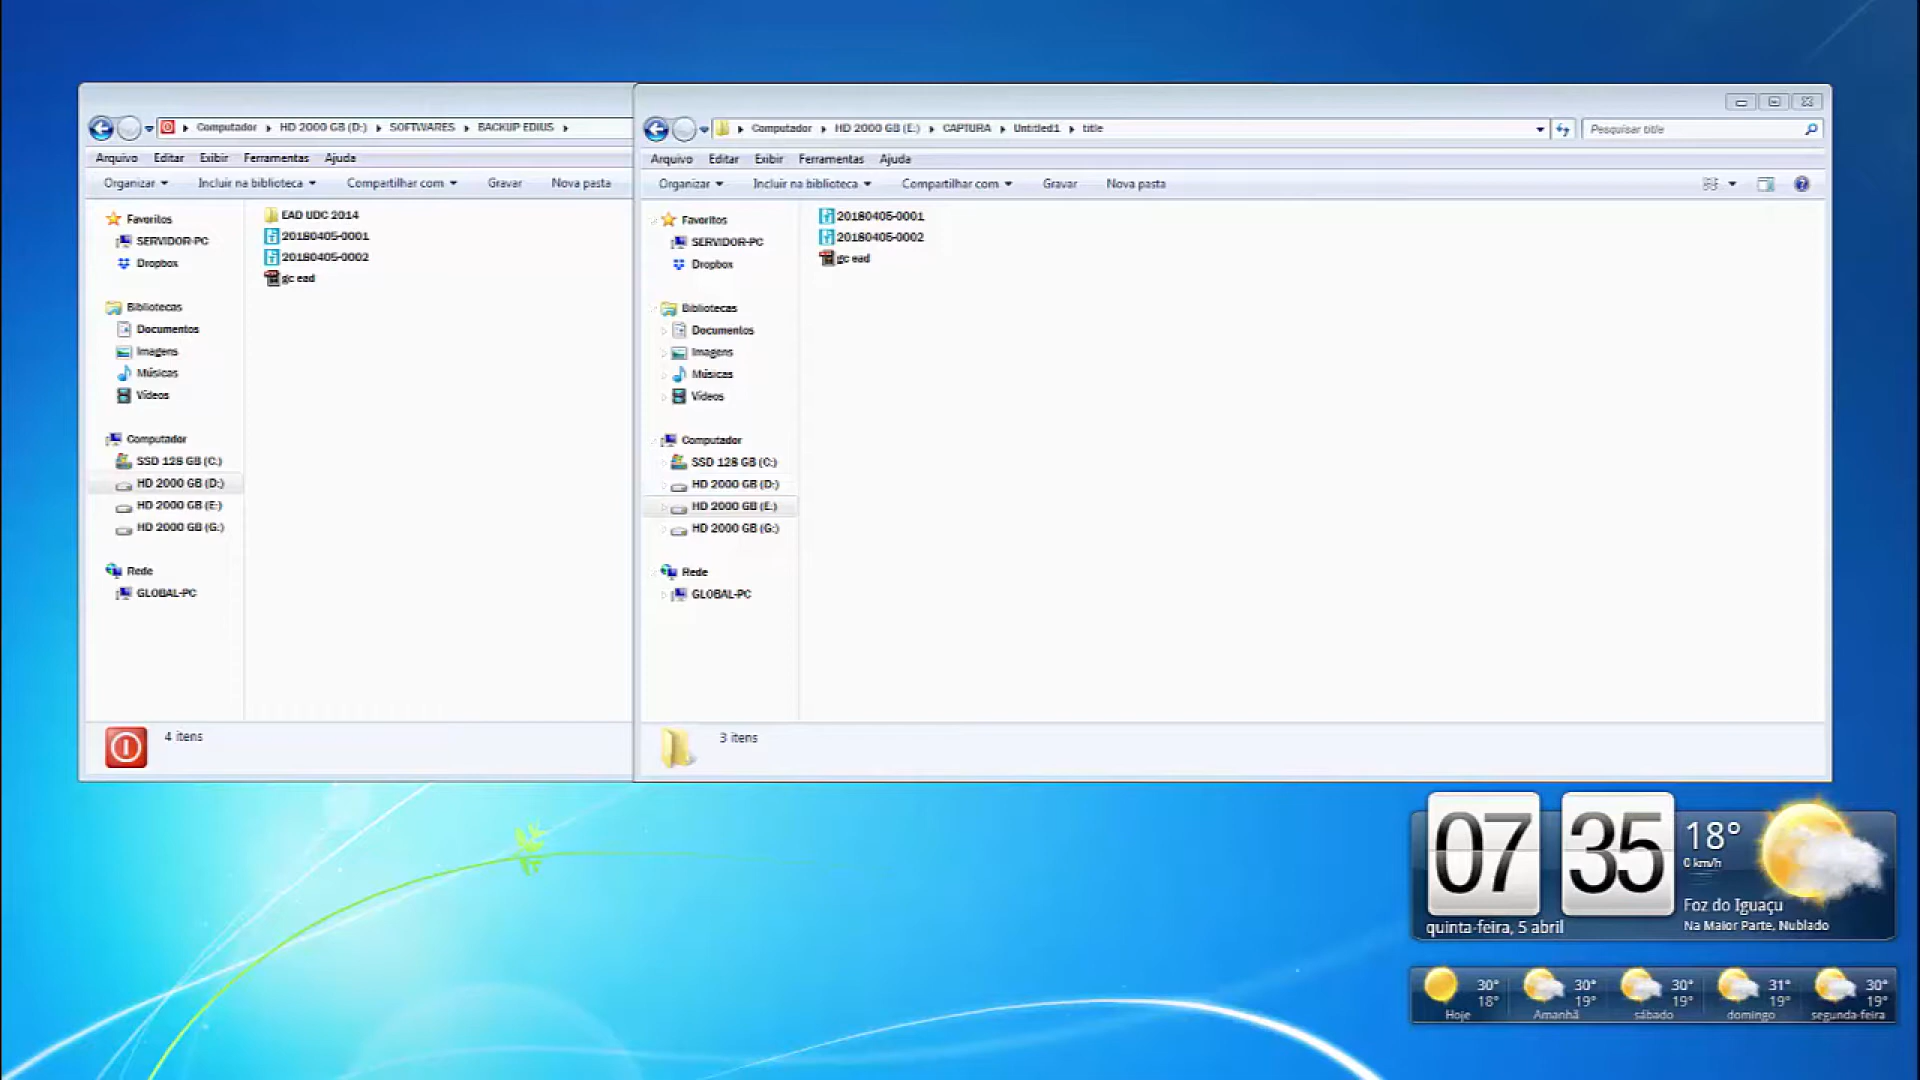 Computador HD 2000 GB (D:) SOFTWARES BACKUP EDIUS
Arquivo Editar Exibir Ferramentas Ajuda
Organizar Incluir na biblioteca Compartilhar com Gravar Nova pasta
Favoritos
SERVIDOR-PC
Dropbox
Bibliotecas
Documentos
Imagens
Músicas
Vídeos
Computador
SSD 128 GB (C:)
HD 2000 GB (D:)
HD 2000 GB (E:)
HD 2000 GB (G:)
Rede
GLOBAL-PC
EAD UDC 2014
20180405-0001
20180405-0002
gc ead
4 itens
Computador HD 2000 GB (E:) CAPTURA Untitled1 title
Pesquisar title
Arquivo Editar Exibir Ferramentas Ajuda
Organizar Incluir na biblioteca Compartilhar com Gravar Nova pasta
Favoritos
SERVIDOR-PC
Dropbox
Bibliotecas
Documentos
Imagens
Músicas
Vídeos
Computador
SSD 128 GB (C:)
HD 2000 GB (D:)
HD 2000 GB (E:)
HD 2000 GB (G:)
Rede
GLOBAL-PC
20180405-0001
20180405-0002
gc ead
3 itens
07 35
18°
0 km/h
Foz do Iguaçu
quinta-feira, 5 abril
Na Maior Parte, Nublado
30° 30° 30° 31° 30°
18° 19° 19° 19° 19°
Hoje Amanhã sábado domingo segunda-feira